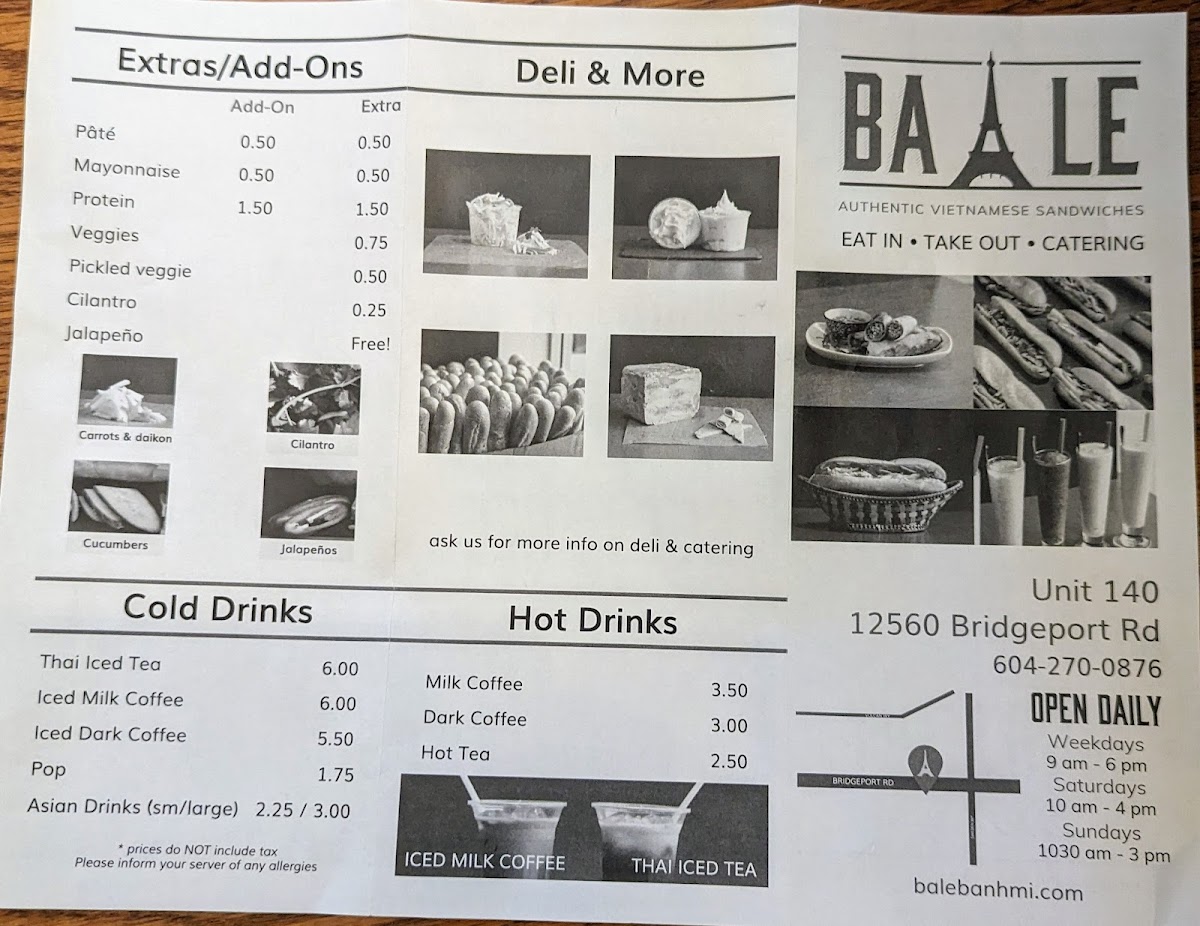 Extras/Add-Ons
Add-On Extra
Pâté 0.50 0.50
Mayonnaise 0.50 0.50
Protein 1.50 1.50
Veggies 0.75
Pickled veggie 0.50
Cilantro 0.25
Jalapeño Free!
Carrots & daikon
Cilantro
Cucumbers
Jalapeños
Cold Drinks
Thai Iced Tea 6.00
Iced Milk Coffee 6.00
Iced Dark Coffee 5.50
Pop 1.75
Asian Drinks (sm/large) 2.25 / 3.00
* prices do NOT include tax
Please inform your server of any allergies
Deli & More
ask us for more info on deli & catering
Hot Drinks
Milk Coffee 3.50
Dark Coffee 3.00
Hot Tea 2.50
ICED MILK COFFEE
THAI ICED TEA
BA LE
AUTHENTIC VIETNAMESE SANDWICHES
EAT IN • TAKE OUT • CATERING
Unit 140
12560 Bridgeport Rd
604-270-0876
BRIDGEPORT RD
OPEN DAILY
Weekdays
9 am - 6 pm
Saturdays
10 am - 4 pm
Sundays
1030 am - 3 pm
balebanhmi.com